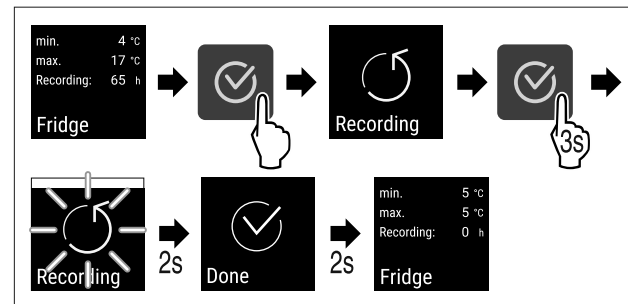 min. 4 °C
max. 17 °C
Recording: 65 h
Fridge
Recording
3s
Recording
2s
Done
2s
min. 5 °C
max. 5 °C
Recording: 0 h
Fridge